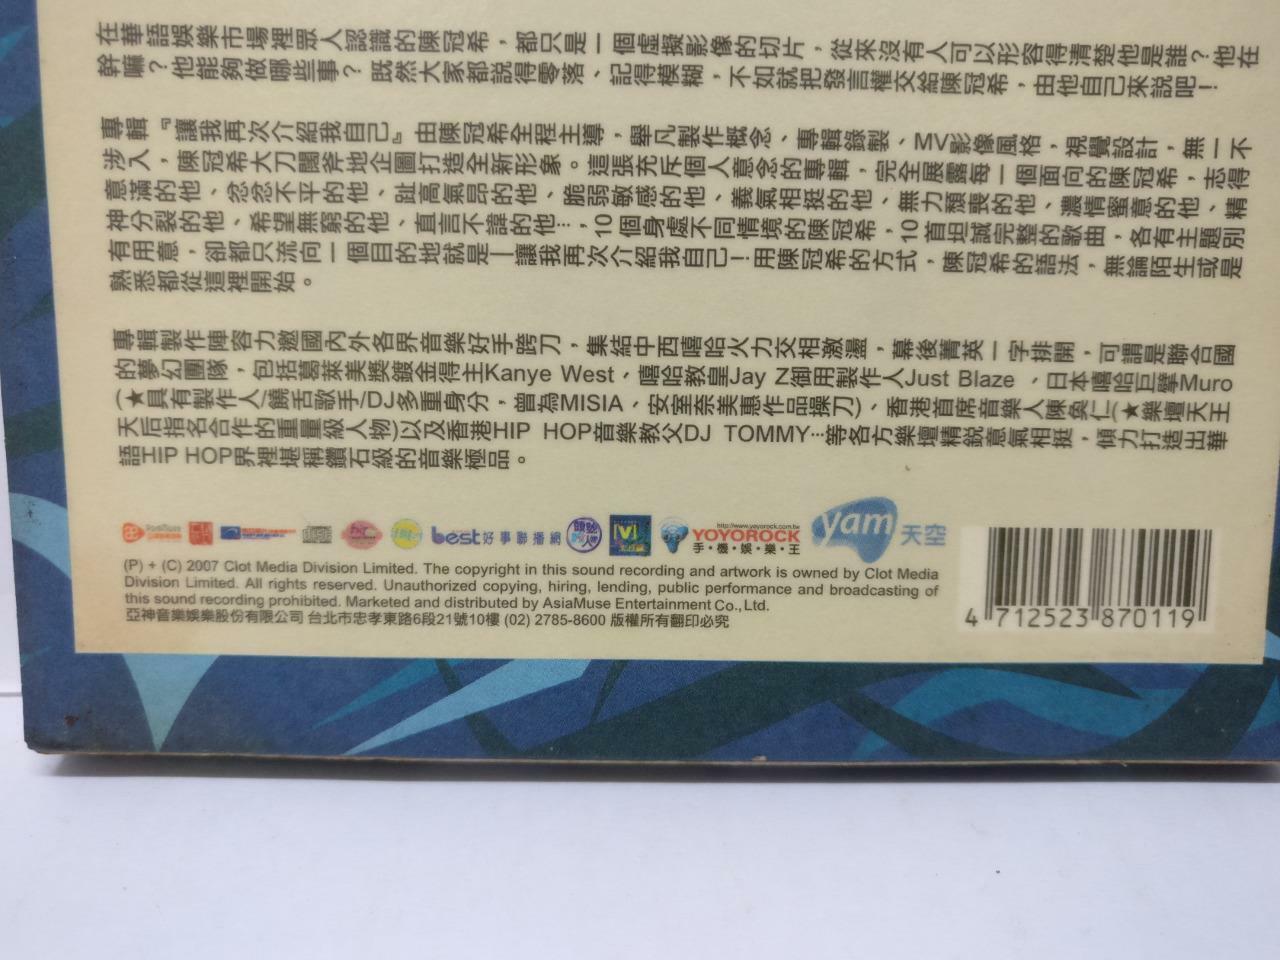 在華語娛樂市場裡眾人認識的陳冠希，都只是一個虛擬影像的切片，從來沒有人可以形容得清楚他是誰？他在
幹嘛？他能夠做哪些事？既然大家都說得零落、記得模糊，不如就把發言權交給陳冠希，由他自己來說吧！
專輯『讓我再次介紹我自己』由陳冠希全程主導，舉凡製作概念、專輯錄製、MV影像風格，視覺設計，無一不
涉入，陳冠希大刀闊斧地企圖打造全新形象。這張充斥個人意念的專輯，完全展露每一個面向的陳冠希，志得
意滿的他、忿忿不平的他、趾高氣昂的他、脆弱敏感的他、義氣相挺的他、無力頹喪的他、濃情蜜意的他、精
神分裂的他、希望無窮的他、直言不諱的他…，10個身處不同情境的陳冠希，10首坦誠完整的歌曲，各有主題別
有用意，卻都只流向一個目的地就是—讓我再次介紹我自己！用陳冠希的方式，陳冠希的語法，無論陌生或是
熟悉都從這裡開始。
專輯製作陣容力邀國內外各界音樂好手跨刀，集結中西嘻哈火力交相激盪，幕後菁英一字排開，可謂是聯合國
的夢幻團隊，包括葛萊美獎鍍金得主Kanye West、嘻哈教皇Jay Z御用製作人Just Blaze 、日本嘻哈巨擘Muro
(★具有製作人/饒舌歌手/DJ多重身分，曾為MISIA、安室奈美惠作品操刀)、香港首席音樂人陳奐仁(★樂壇天王
天后指名合作的重量級人物)以及香港HIP HOP音樂教父DJ TOMMY…等各方樂壇精銳意氣相挺，傾力打造出華
語HIP HOP界裡堪稱鑽石級的音樂極品。
best好事聯播網
http://www.yoyorock.com.tw
YOYOROCK
手・機・娛・樂・王
yam天空
(P) + (C) 2007 Clot Media Division Limited. The copyright in this sound recording and artwork is owned by Clot Media
Division Limited. All rights reserved. Unauthorized copying, hiring, lending, public performance and broadcasting of
this sound recording prohibited. Marketed and distributed by AsiaMuse Entertainment Co., Ltd.
亞神音樂娛樂股份有限公司 台北市忠孝東路6段21號10樓 (02) 2785-8600 版權所有翻印必究
4 712523 870119